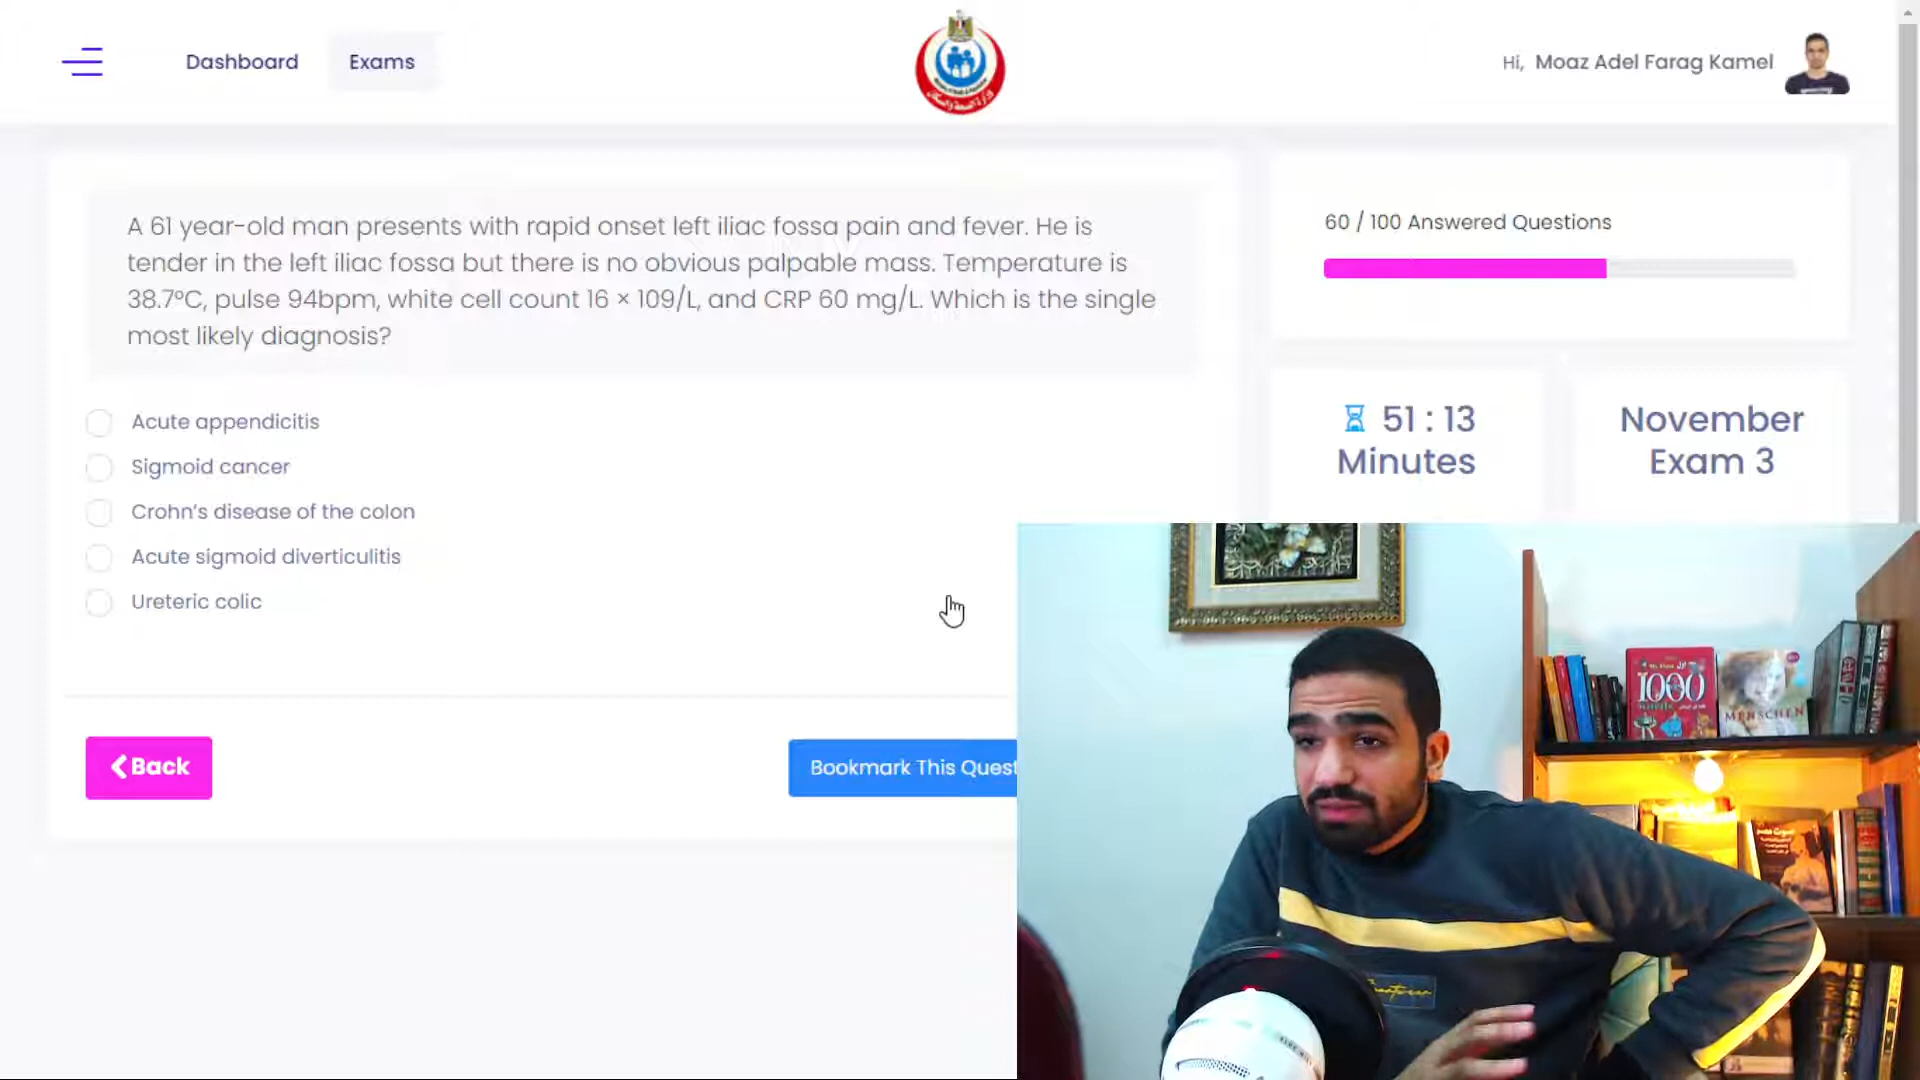 Dashboard
Exams
Hi, Moaz Adel Farag Kamel
A 61 year-old man presents with rapid onset left iliac fossa pain and fever. He is
tender in the left iliac fossa but there is no obvious palpable mass. Temperature is
38.7°C, pulse 94bpm, white cell count 16 × 109/L, and CRP 60 mg/L. Which is the single
most likely diagnosis?
Acute appendicitis
Sigmoid cancer
Crohn's disease of the colon
Acute sigmoid diverticulitis
Ureteric colic
Back
Bookmark This Quest
60 / 100 Answered Questions
51 : 13
Minutes
November
Exam 3
1000
MENSCHEN